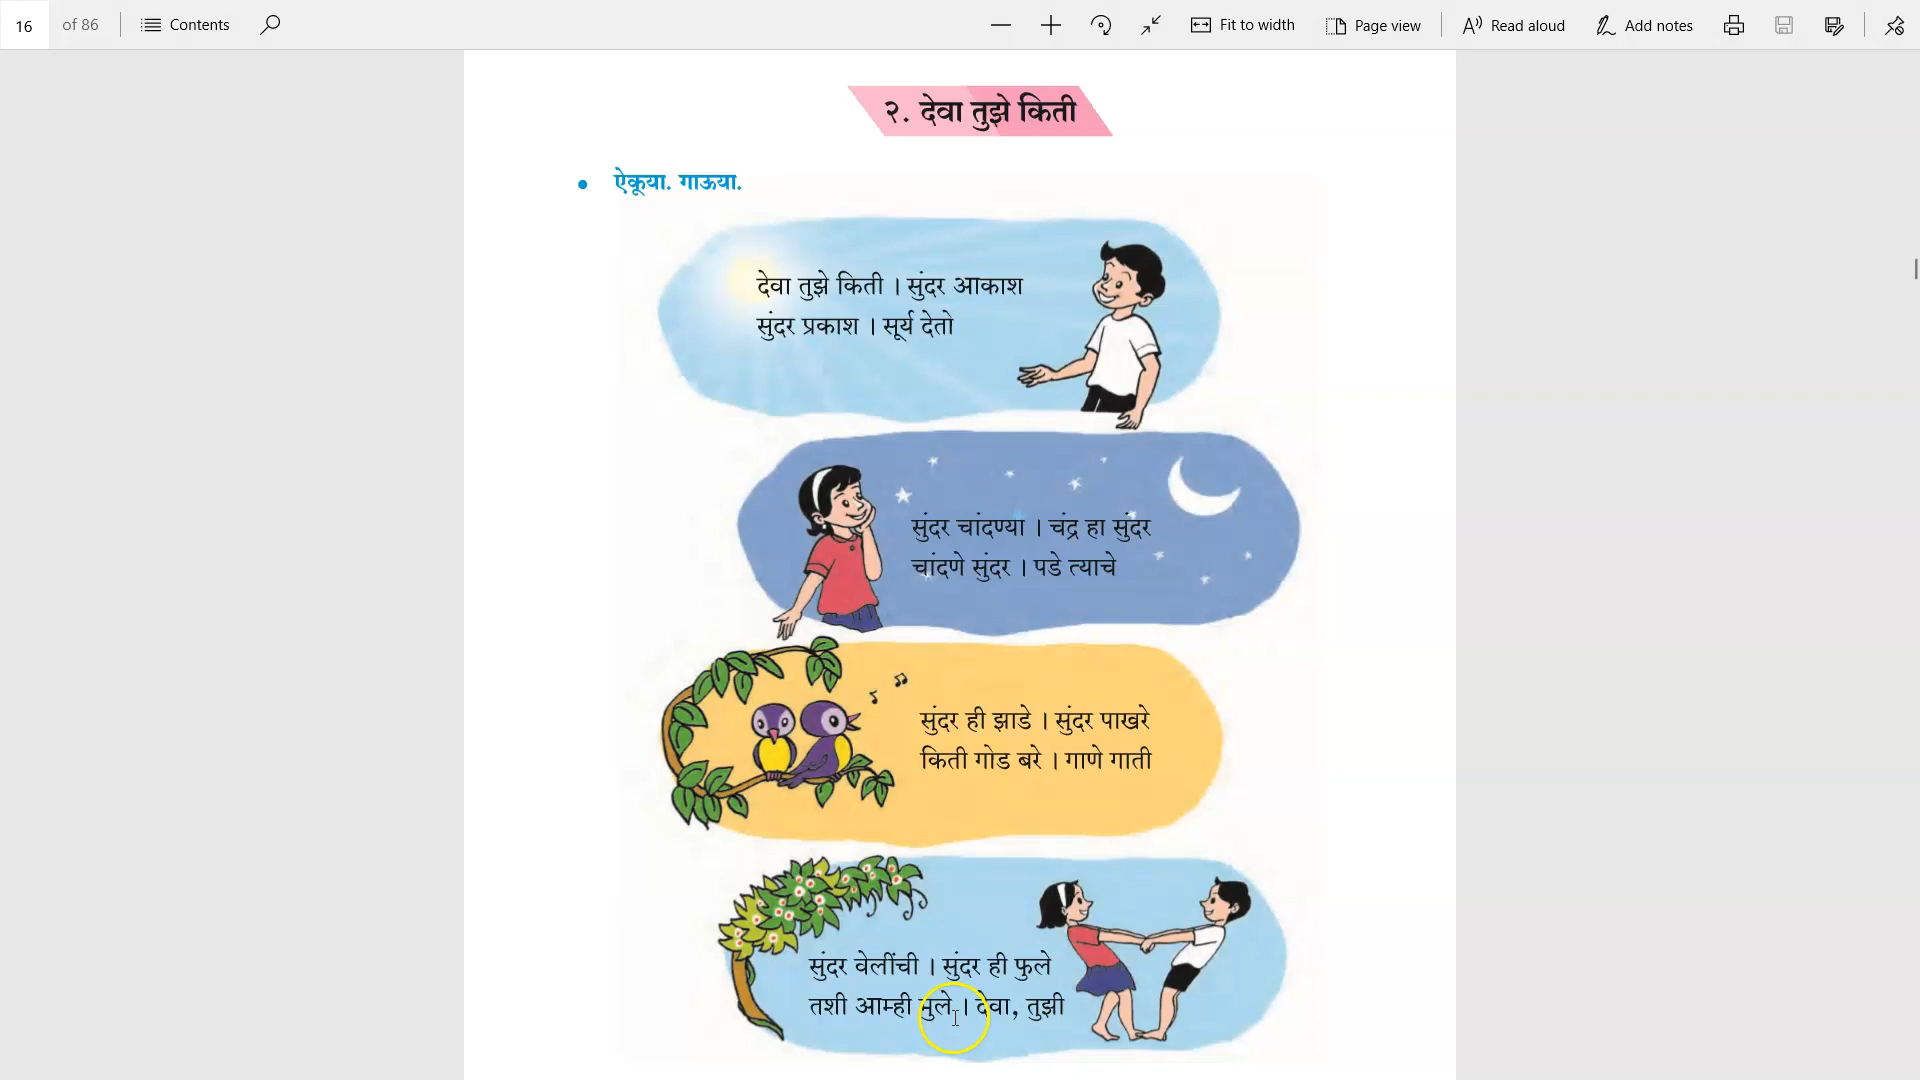 16 of 86 Contents Fit to width Page view Read aloud Add notes
२. देवा तुझे किती
• ऐकूया. गाऊया.
देवा तुझे किती । सुंदर आकाश
सुंदर प्रकाश । सूर्य देतो
सुंदर चांदण्या । चंद्र हा सुंदर
चांदणे सुंदर । पडे त्याचे
सुंदर ही झाडे । सुंदर पाखरे
किती गोड बरे । गाणे गाती
सुंदर वेलींची । सुंदर ही फुले
तशी आम्ही मुले । देवा, तुझी